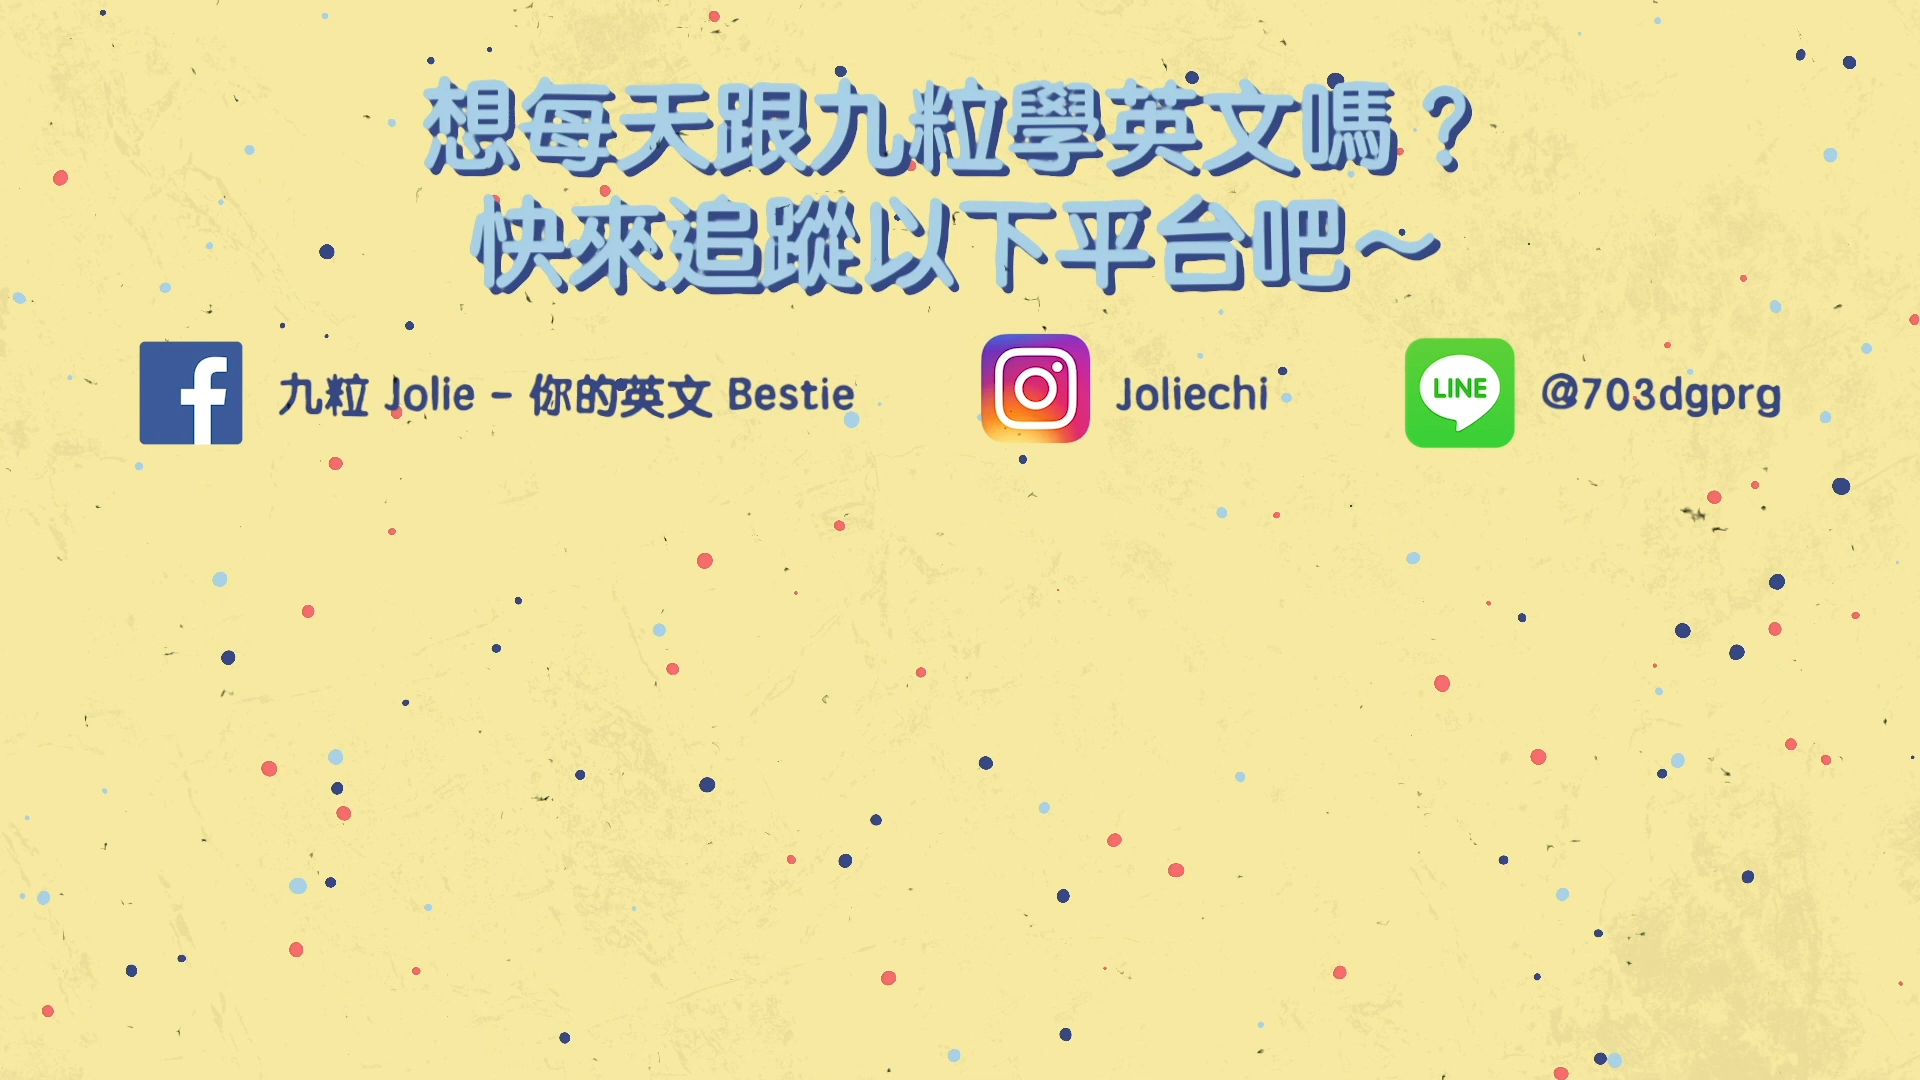 想每天跟九粒學英文嗎？
快來追蹤以下平台吧～
九粒 Jolie - 你的英文 Bestie
Joliechi
LINE
@703dgprg